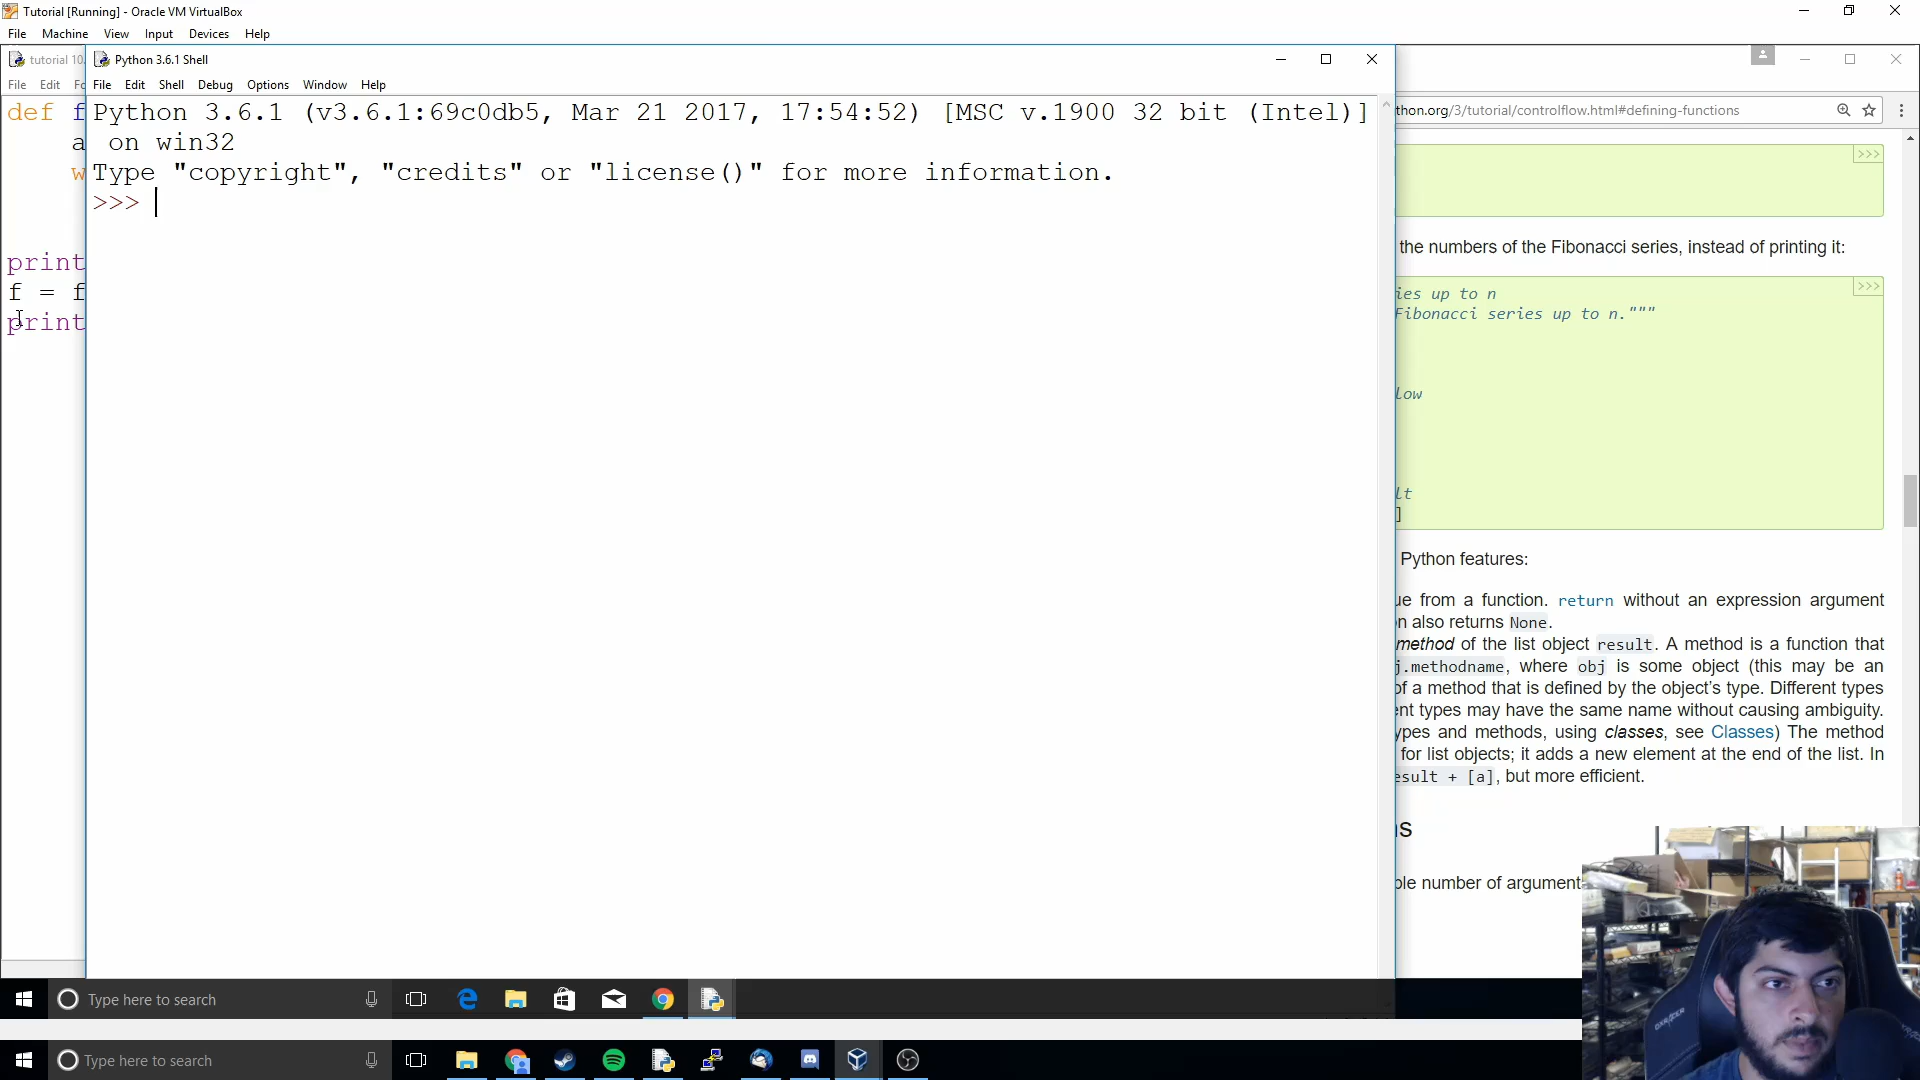 Tutorial [Running] - Oracle VM VirtualBox
File Machine View Input Devices Help
tutorial 10.
Python 3.6.1 Shell
File Edit
File Edit Shell Debug Options Window Help
def f
Python 3.6.1 (v3.6.1:69c0db5, Mar 21 2017, 17:54:52) [MSC v.1900 32 bit (Intel)]
on win32
Type "copyright", "credits" or "license()" for more information.
>>>
a
w
print
f = f
print
thon.org/3/tutorial/controlflow.html#defining-functions
>>>
the numbers of the Fibonacci series, instead of printing it:
>>>
ies up to n
Fibonacci series up to n."""
low
lt
]
Python features:
ue from a function. return without an expression argument
n also returns None.
method of the list object result. A method is a function that
j.methodname, where obj is some object (this may be an
of a method that is defined by the object's type. Different types
ent types may have the same name without causing ambiguity.
ypes and methods, using classes, see Classes) The method
for list objects; it adds a new element at the end of the list. In
esult + [a], but more efficient.
ns
ble number of argument
Type here to search
Type here to search